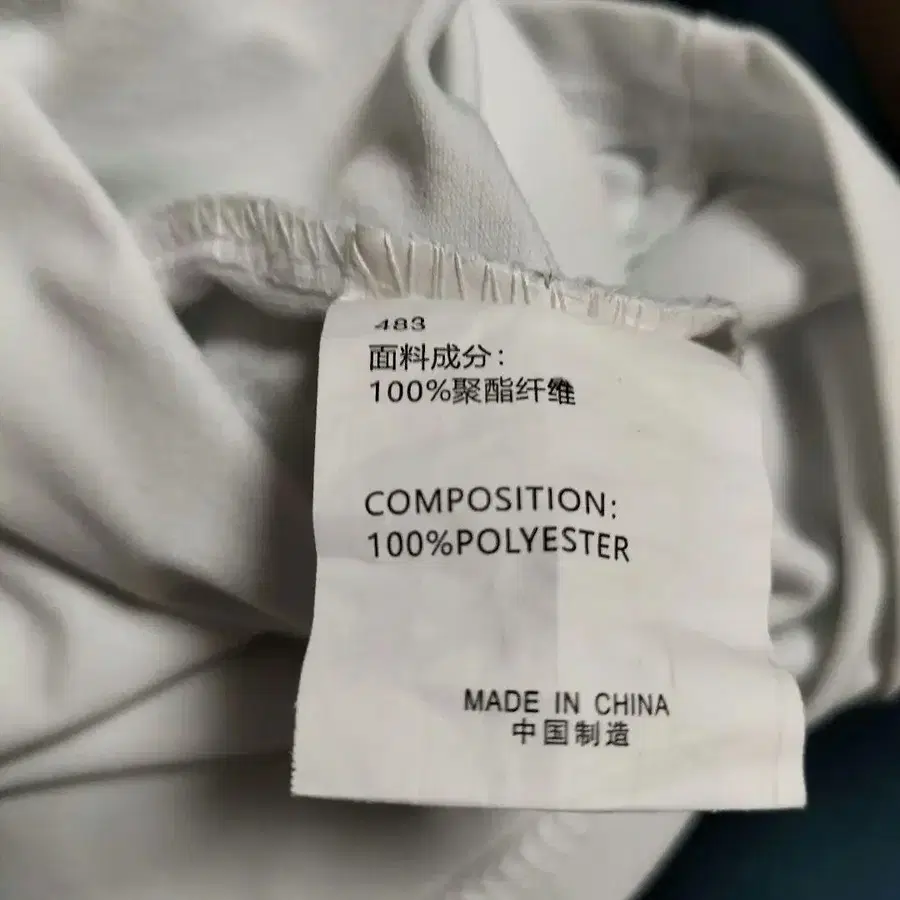 483
面料成分:
100%聚酯纤维
COMPOSITION:
100%POLYESTER
MADE IN CHINA
中国制造